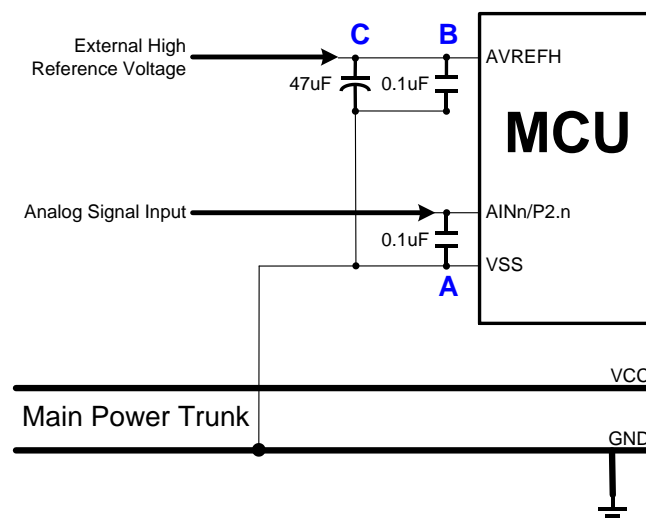 External High
Reference Voltage
C
B
AVREFH
47uF
0.1uF
MCU
Analog Signal Input
AINn/P2.n
0.1uF
VSS
A
VCC
Main Power Trunk
GND